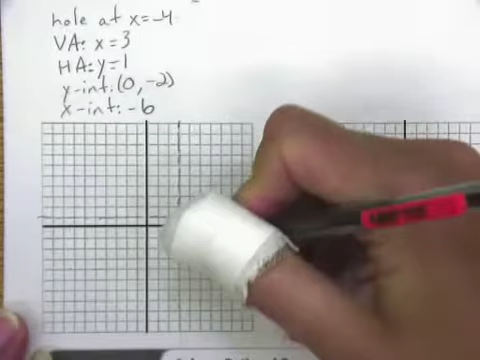 hole at x=-4
VA: x=3
HA: y=1
y-int: (0, -2)
x-int: -6